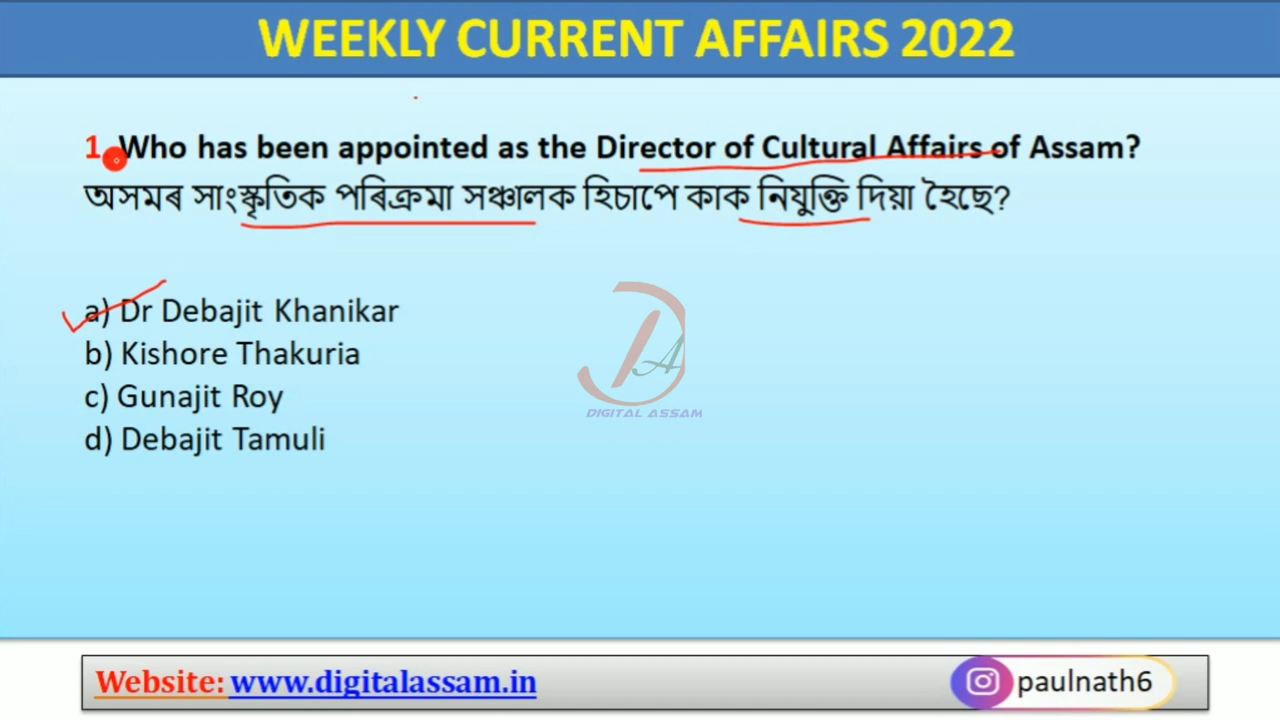 WEEKLY CURRENT AFFAIRS 2022
1. Who has been appointed as the Director of Cultural Affairs of Assam?
অসমৰ সাংস্কৃতিক পৰিক্ৰমা সঞ্চালক হিচাপে কাক নিযুক্তি দিয়া হৈছে?
a) Dr Debajit Khanikar
b) Kishore Thakuria
c) Gunajit Roy
d) Debajit Tamuli
DA
DIGITAL ASSAM
Website: www.digitalassam.in
paulnath6